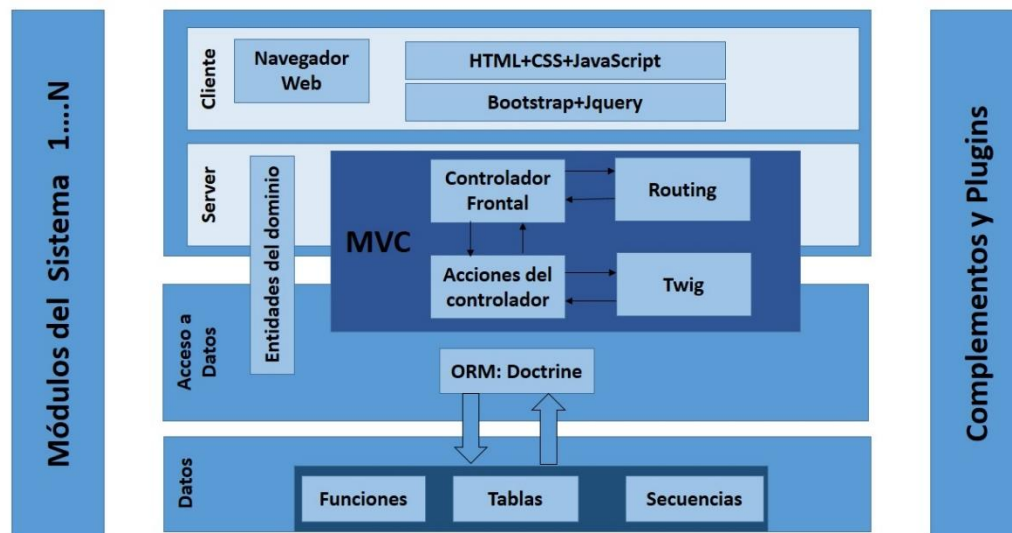 Módulos del Sistema 1....N
Cliente
Navegador
Web
HTML+CSS+JavaScript
Bootstrap+Jquery
Server
Entidades del dominio
MVC
Controlador
Frontal
Routing
Acciones del
controlador
Twig
Acceso a
Datos
ORM: Doctrine
Datos
Funciones
Tablas
Secuencias
Complementos y Plugins